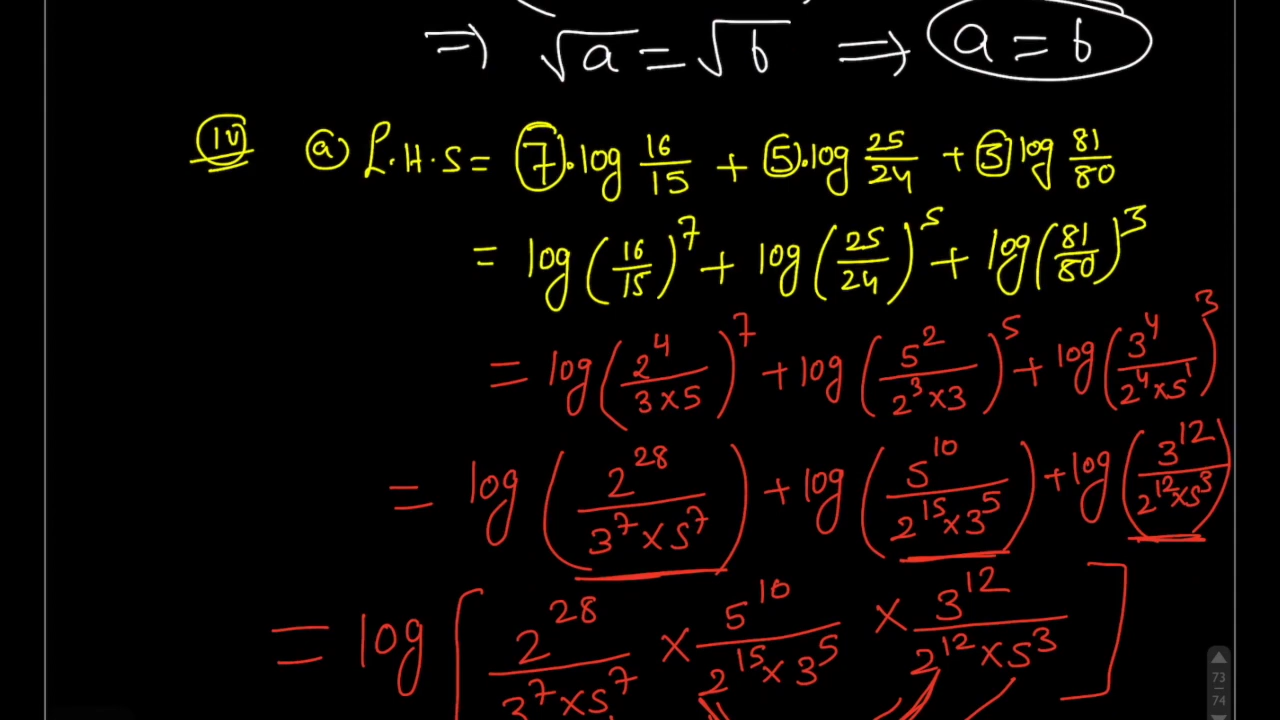 ⇒ √a = √b ⇒ a = b
(iv) (a) L.H.S = 7.log 16/15 + 5.log 25/24 + 3 log 81/80
= log(16/15)^7 + log(25/24)^5 + log(81/80)^3
= log(2^4/(3×5))^7 + log(5^2/(2^3×3))^5 + log(3^4/(2^4×5^1))^3
= log(2^28/(3^7×5^7)) + log(5^10/(2^15×3^5)) + log(3^12/(2^12×5^3))
= log[2^28/(3^7×5^7) × 5^10/(2^15×3^5) × 3^12/(2^12×5^3)]
73
74